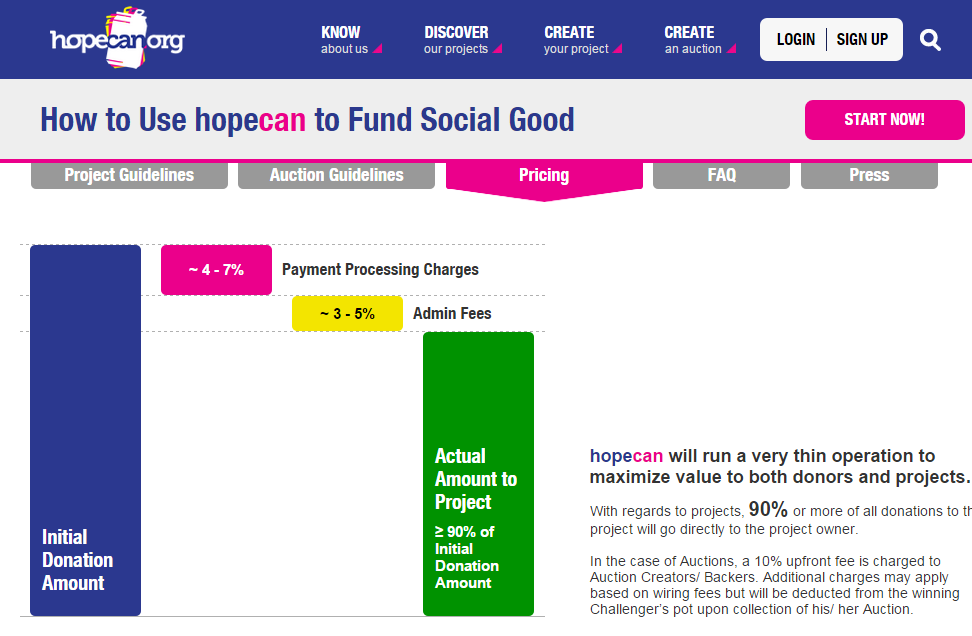 hopecan.org
KNOW
about us
DISCOVER
our projects
CREATE
your project
CREATE
an auction
LOGIN
SIGN UP
How to Use hopecan to Fund Social Good
START NOW!
Project Guidelines
Auction Guidelines
Pricing
FAQ
Press
~ 4 - 7%
Payment Processing Charges
~ 3 - 5%
Admin Fees
Initial
Donation
Amount
Actual
Amount to
Project
≥ 90% of
Initial
Donation
Amount
hopecan will run a very thin operation to
maximize value to both donors and projects.
With regards to projects, 90% or more of all donations to
project will go directly to the project owner.
In the case of Auctions, a 10% upfront fee is charged to
Auction Creators/ Backers. Additional charges may apply
based on wiring fees but will be deducted from the winning
Challenger's pot upon collection of his/ her Auction.